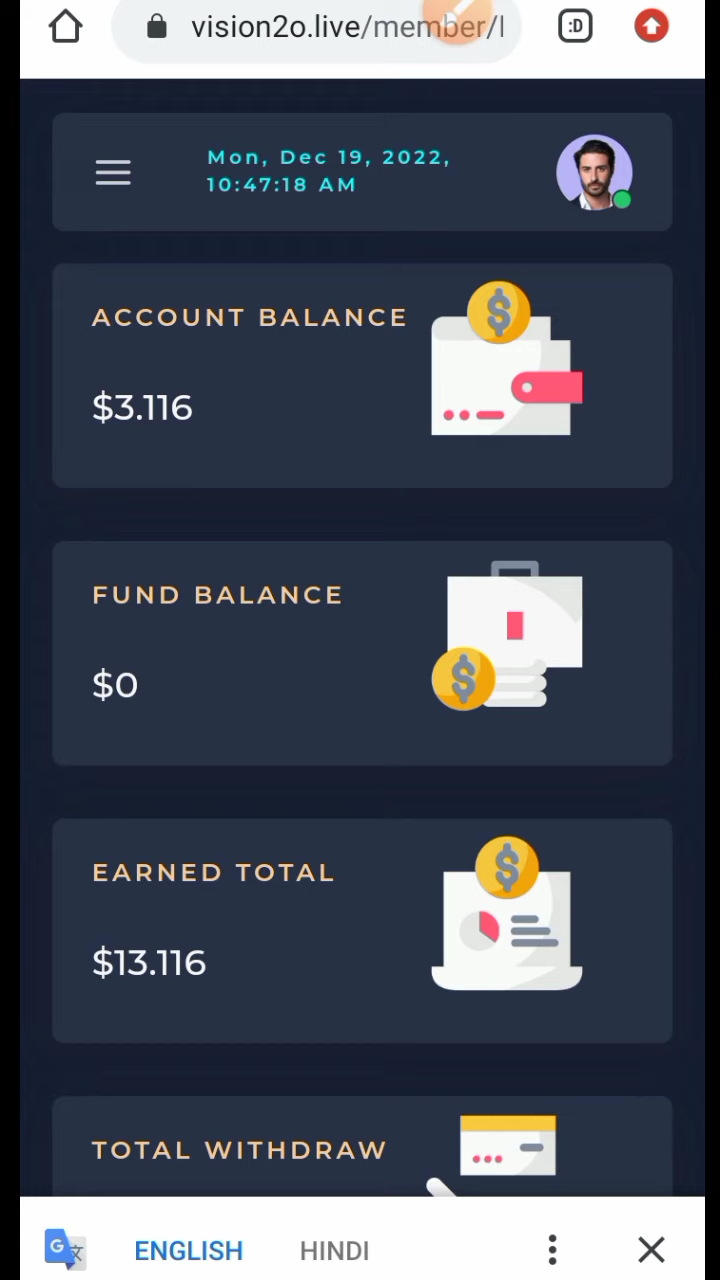 vision2o.live/member/
:D
Mon, Dec 19, 2022,
10:47:18 AM
ACCOUNT BALANCE
$3.116
FUND BALANCE
$0
EARNED TOTAL
$13.116
TOTAL WITHDRAW
ENGLISH
HINDI